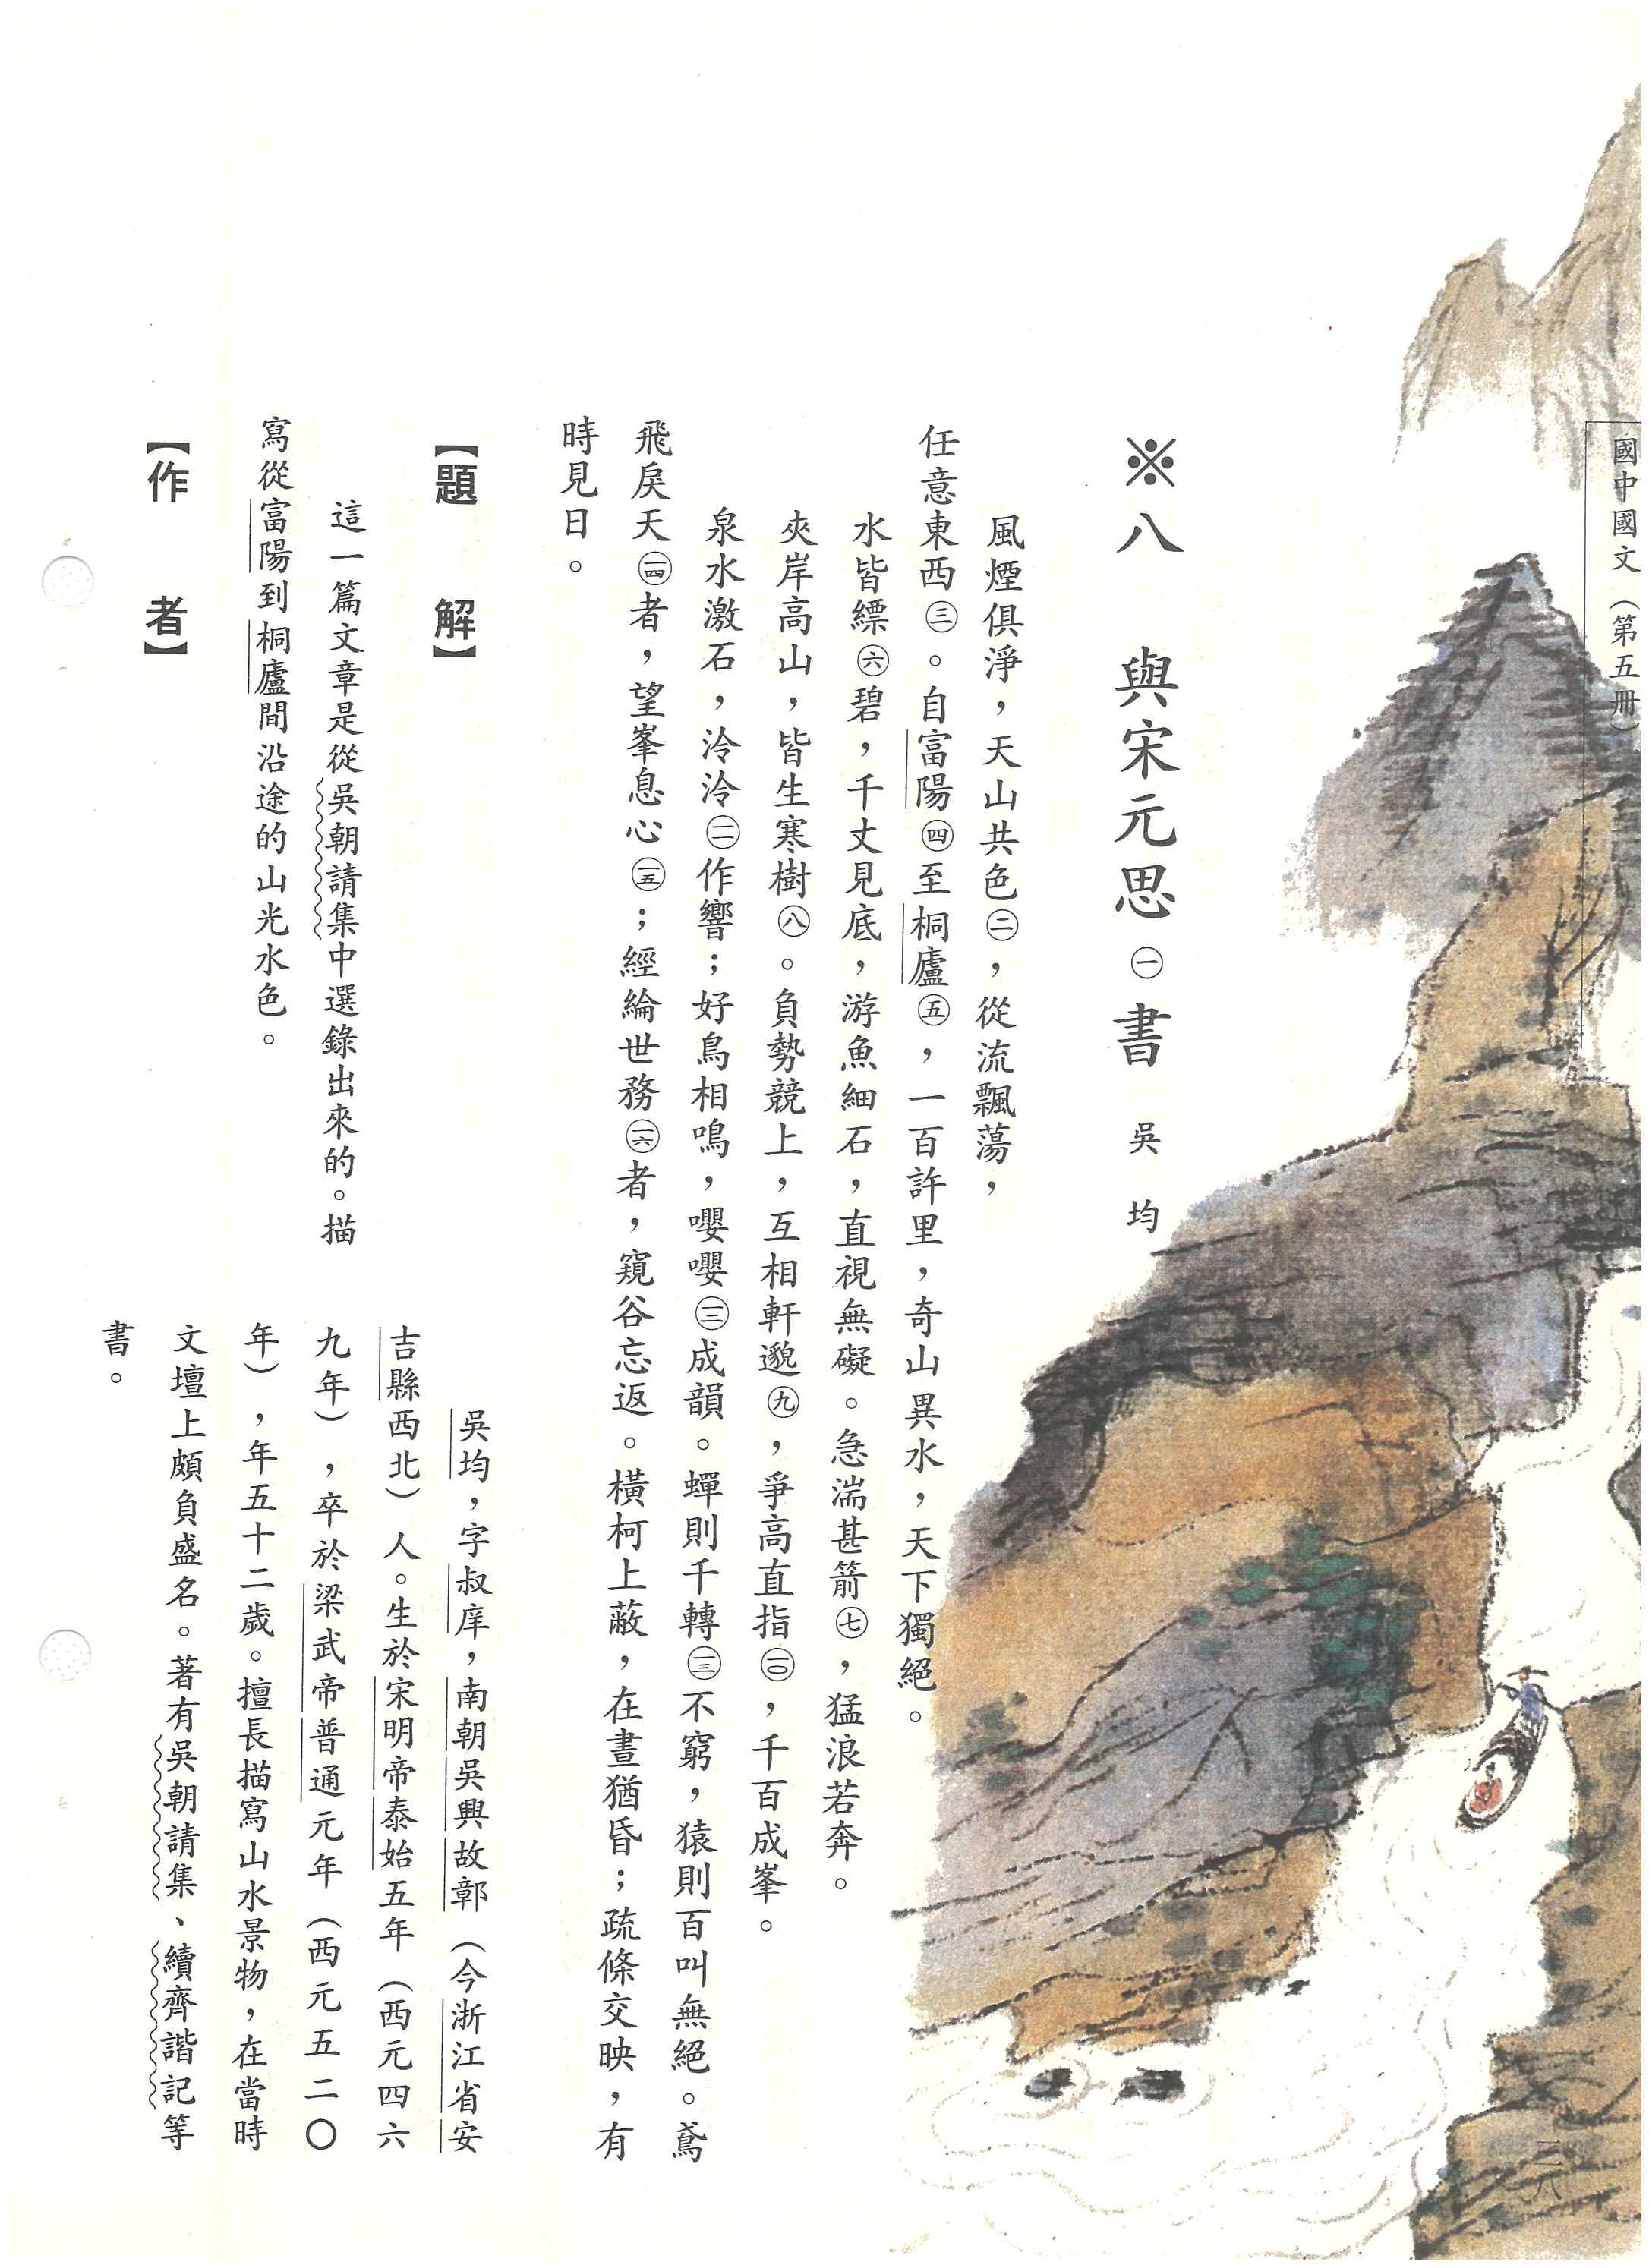 國中國文(第五冊)
※八 與宋元思㊀書 吳均
風煙俱淨,天山共色㊁,從流飄蕩,
任意東西㊂。自富陽㊃至桐廬㊄,一百許里,奇山異水,天下獨絕。
水皆縹㊅碧,千丈見底,游魚細石,直視無礙。急湍甚箭㊆,猛浪若奔。
夾岸高山,皆生寒樹㊇。負勢競上,互相軒邈㊈,爭高直指㊉,千百成峯。
泉水激石,泠泠作響;好鳥相鳴,嚶嚶成韻。蟬則千轉不窮,猿則百叫無絕。鳶
飛戾天(一四)者,望峯息心(一五);經綸世務(一六)者,窺谷忘返。橫柯上蔽,在晝猶昏;疏條交映,有
時見日。
【題 解】
這一篇文章是從吳朝請集中選錄出來的。描
寫從富陽到桐廬間沿途的山光水色。
【作 者】
吳均,字叔庠,南朝吳興故鄣(今浙江省安
吉縣西北)人。生於宋明帝泰始五年(西元四六
九年),卒於梁武帝普通元年(西元五二〇
年),年五十二歲。擅長描寫山水景物,在當時
文壇上頗負盛名。著有吳朝請集、續齊諧記等
書。
二八